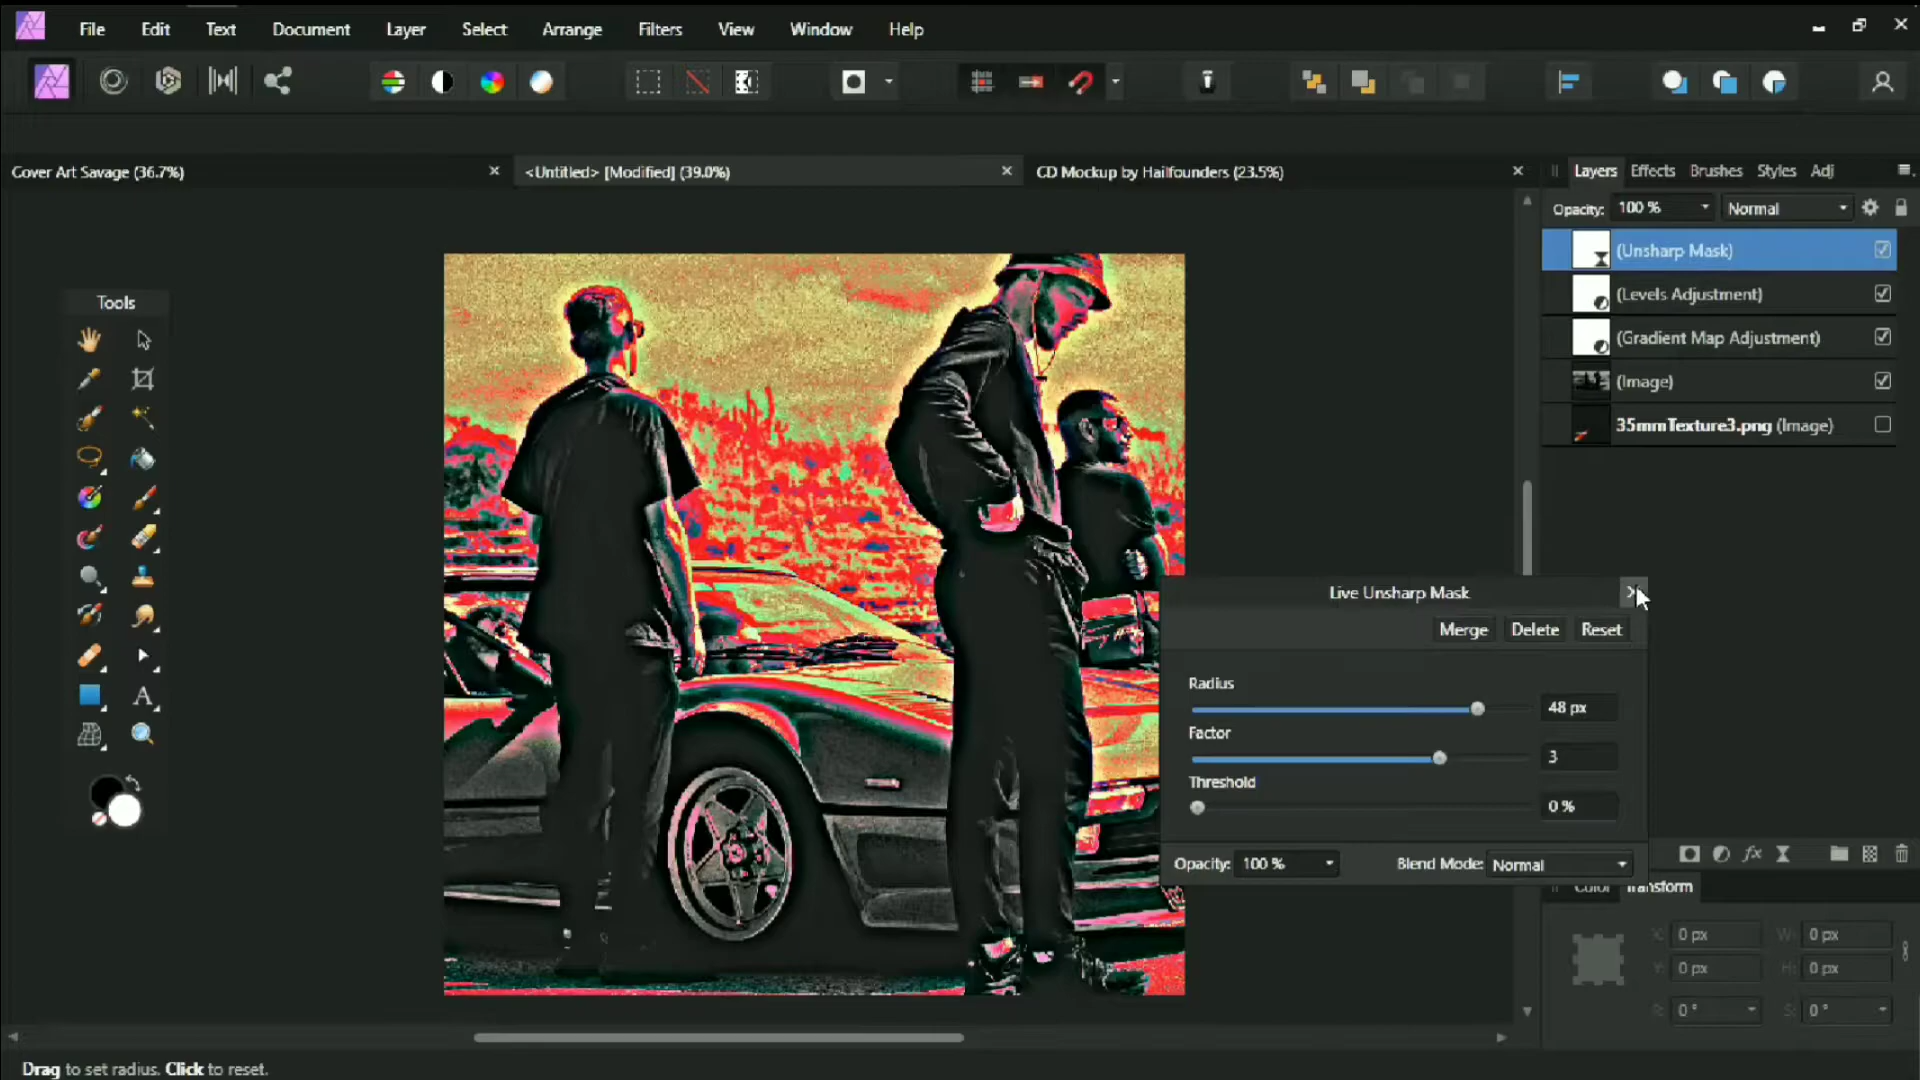 File Edit Text Document Layer Select Arrange Filters View Window Help
Cover Art Savage (36.7%)
<Untitled> [Modified] (39.0%)
CD Mockup by Hailfounders (23.5%)
Layers Effects Brushes Styles Adj
Opacity: 100 % Normal
(Unsharp Mask)
(Levels Adjustment)
(Gradient Map Adjustment)
(Image)
35mmTexture3.png (Image)
Tools
Live Unsharp Mask
Merge Delete Reset
Radius
48 px
Factor
3
Threshold
0 %
Opacity: 100 % Blend Mode: Normal
Color Transform
X: 0 px W: 0 px
Y: 0 px H: 0 px
R: 0 ° S: 0 °
Drag to set radius. Click to reset.